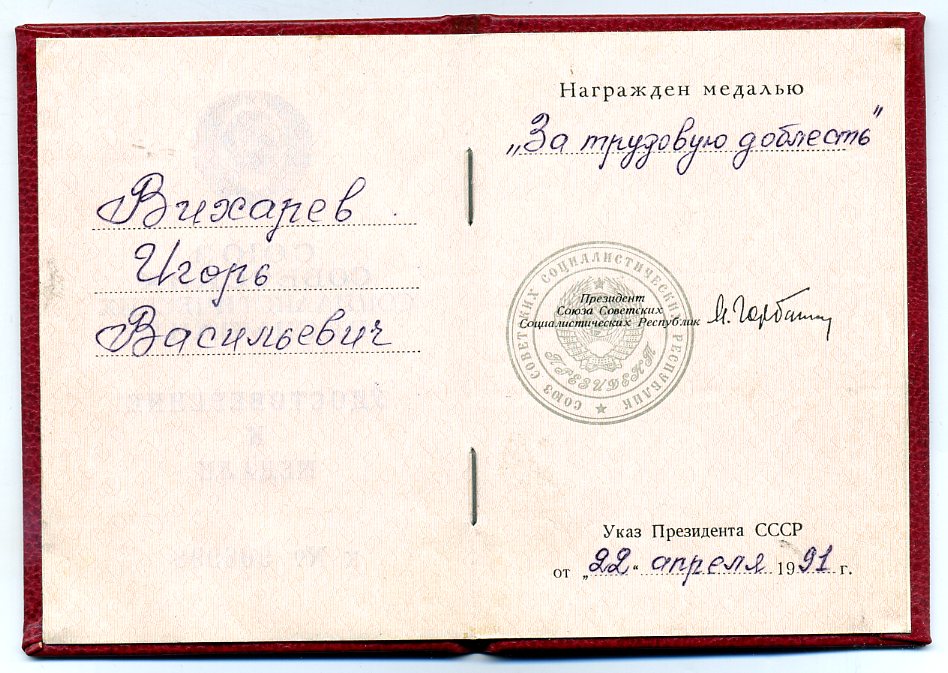 Вихарев
Игорь
Васильевич
Награжден медалью
„За трудовую доблесть"
СОЮЗ СОВЕТСКИХ СОЦИАЛИСТИЧЕСКИХ РЕСПУБЛИК
ПРЕЗИДЕНТ
Президент
Союза Советских
Социалистических Республик
Указ Президента СССР
от „22“ апреля 1991 г.